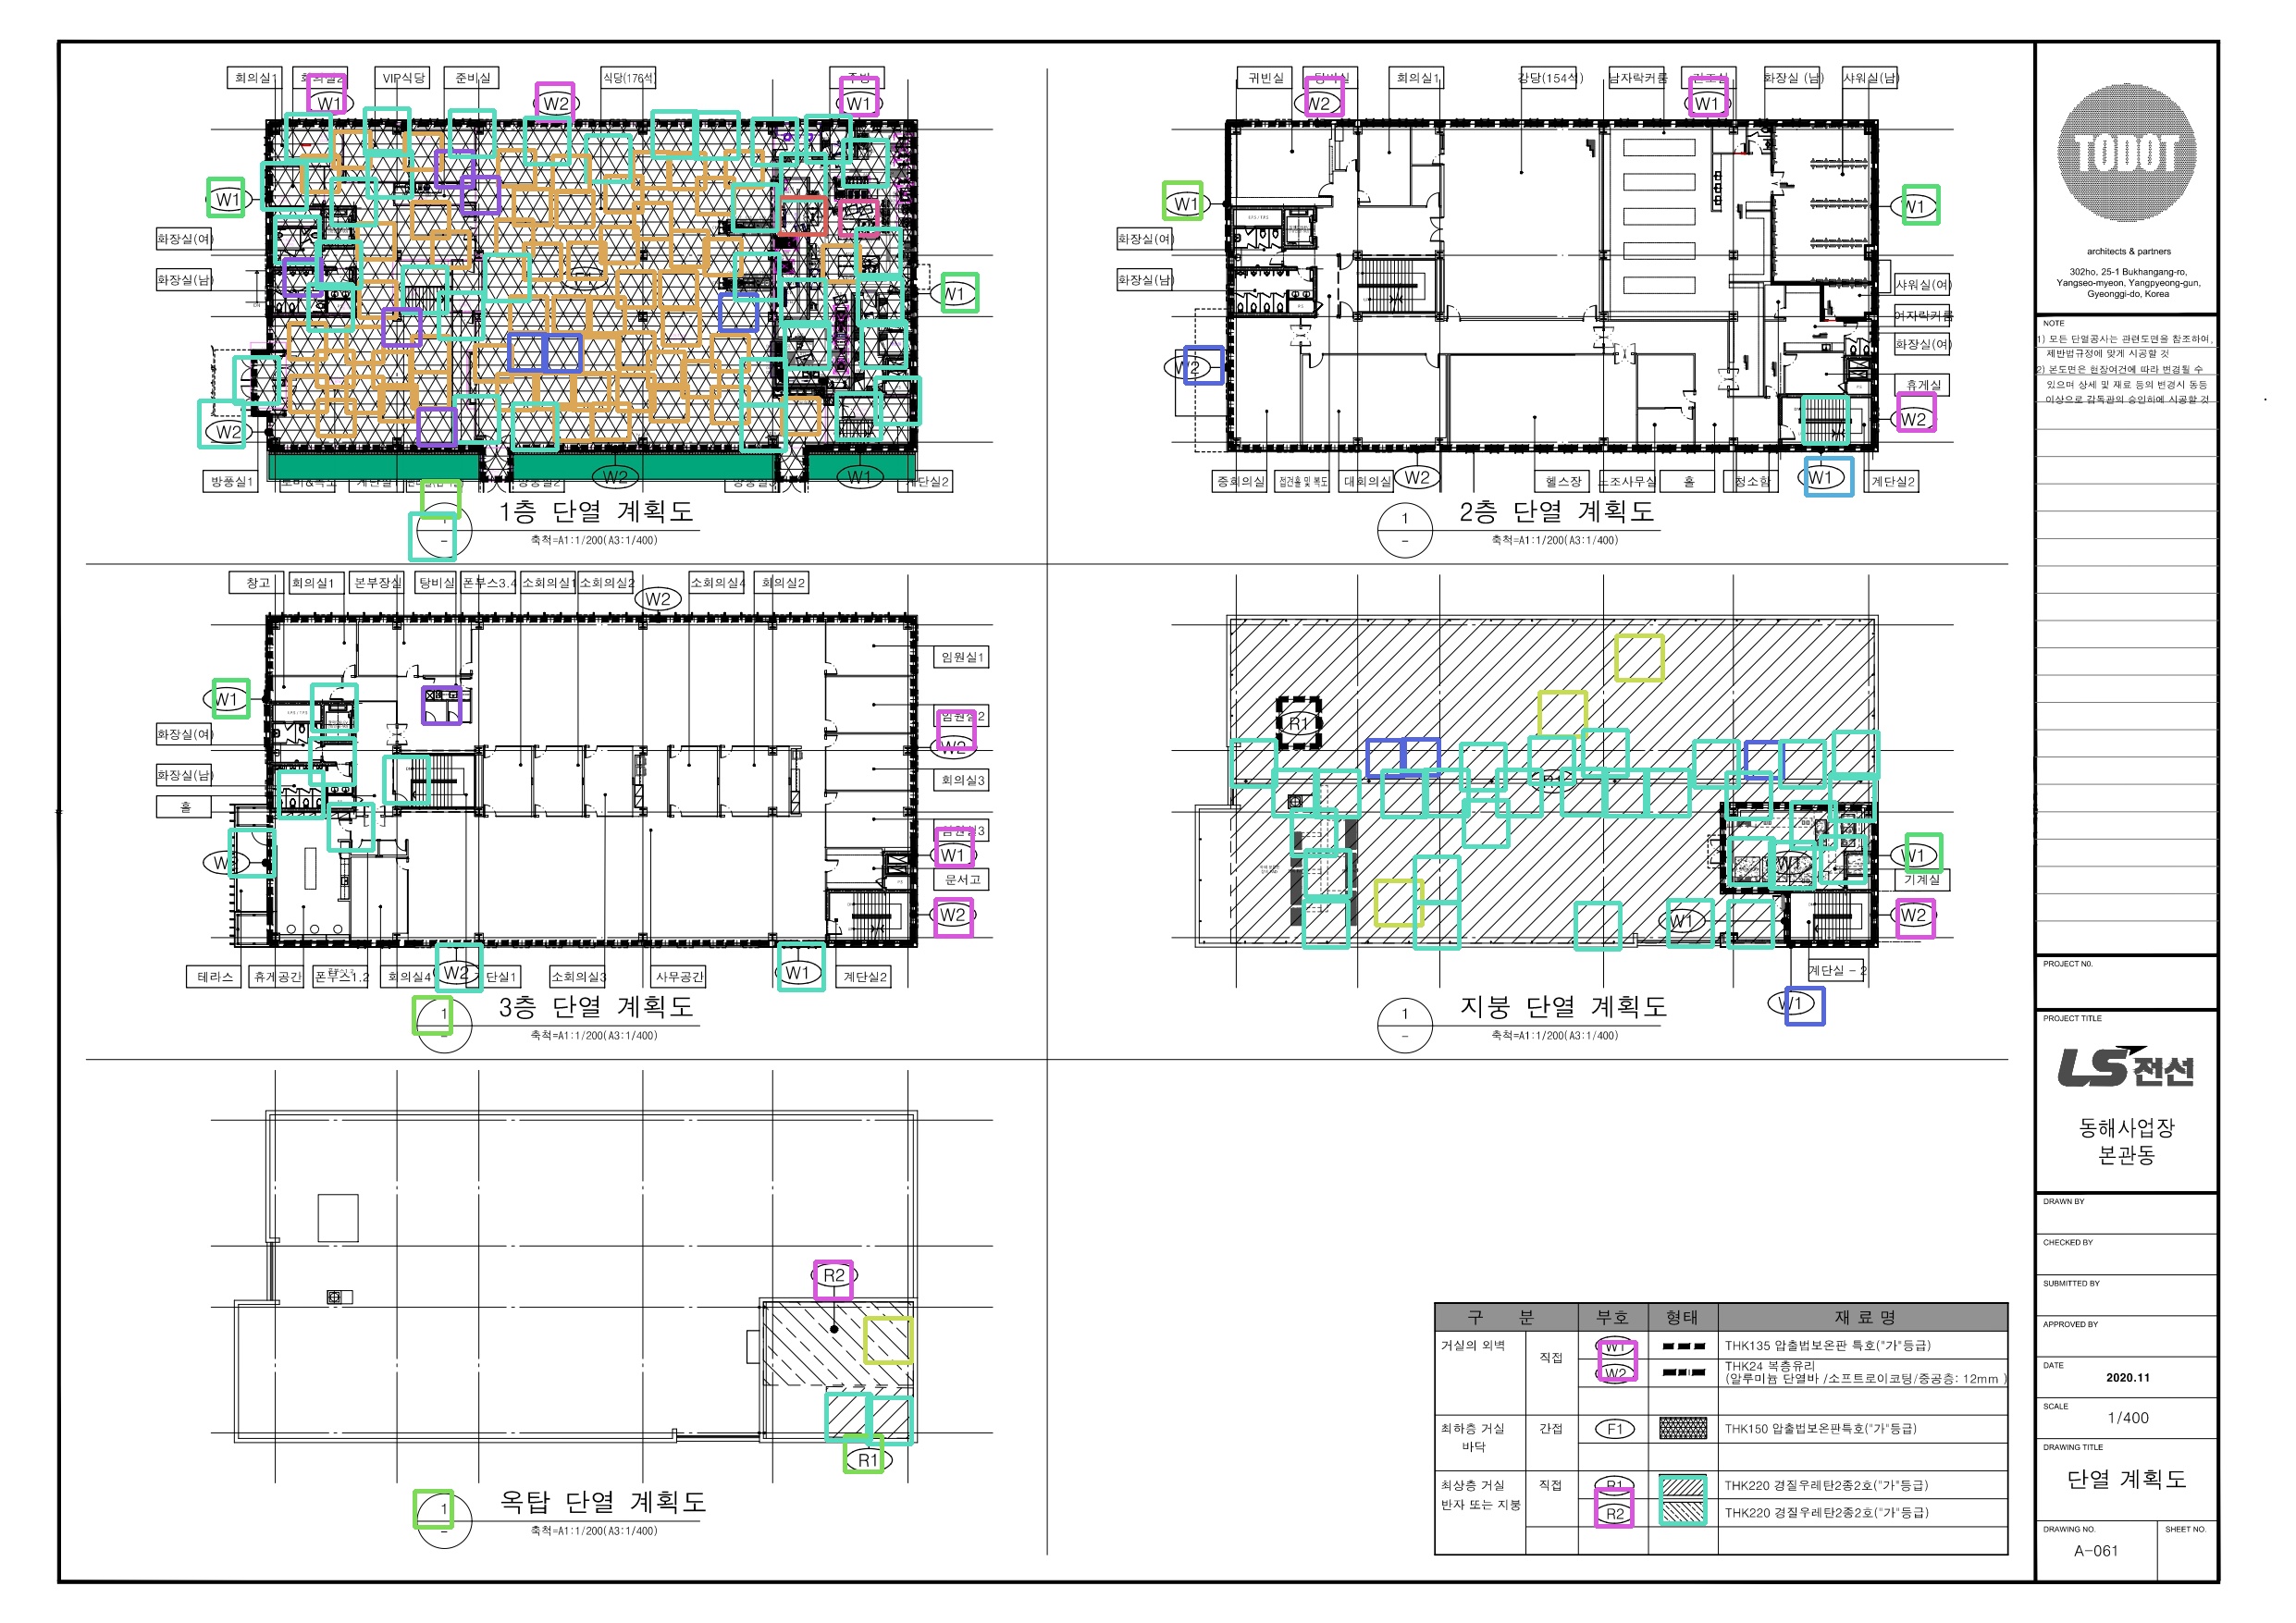 회의실1
VIP식당
준비실
식당(176석)
W1
W2
W1
W1
화장실(여)
화장실(남)
W1
W2
방풍실1
W2
W1
계단실2
1층 단열 계획도
축척=A1:1/200(A3:1/400)
귀빈실
회의실1
강당(154석)
남자락커룸
화장실 (남)
샤워실(남)
W2
W1
W1
W1
화장실(여)
화장실(남)
W2
샤워실(여)
여자락커룸
화장실(여)
휴게실
W2
중회의실
접견홀 및 복도
대회의실
W2
헬스장
노조사무실
홀
청소함
W1
계단실2
1
-
2층 단열 계획도
축척=A1:1/200(A3:1/400)
창고
회의실1
본부장실
탕비실
폰부스3.4
소회의실1
소회의실2
W2
소회의실4
회의실2
임원실1
W1
임원실2
W2
화장실(여)
화장실(남)
홀
회의실3
임원실3
W1
문서고
W2
테라스
휴게공간
폰부스1.2
회의실4
W2
계단실1
소회의실3
사무공간
W1
계단실2
1
-
3층 단열 계획도
축척=A1:1/200(A3:1/400)
R1
R1
W1
W1
기계실
W1
W2
계단실 - 2
W1
1
-
지붕 단열 계획도
축척=A1:1/200(A3:1/400)
R2
R1
1
-
옥탑 단열 계획도
축척=A1:1/200(A3:1/400)
구 분 부호 형태 재 료 명
거실의 외벽 직접 W1 THK135 압출법보온판 특호("가"등급)
W2 THK24 복층유리
(알루미늄 단열바 /소프트로이코팅/중공층: 12mm )
최하층 거실 바닥 간접 F1 THK150 압출법보온판특호("가"등급)
최상층 거실 반자 또는 지붕 직접 R1 THK220 경질우레탄2종2호("가"등급)
R2 THK220 경질우레탄2종2호("가"등급)
TODOT
architects & partners
302ho, 25-1 Bukhangang-ro,
Yangseo-myeon, Yangpyeong-gun,
Gyeonggi-do, Korea
NOTE
1) 모든 단열공사는 관련도면을 참조하여,
제반법규정에 맞게 시공할 것
2) 본도면은 현장여건에 따라 변경될 수
있으며 상세 및 재료 등의 변경시 동등
이상으로 감독관의 승인하에 시공할 것
PROJECT NO.
PROJECT TITLE
LS전선
동해사업장
본관동
DRAWN BY
CHECKED BY
SUBMITTED BY
APPROVED BY
DATE
2020.11
SCALE
1/400
DRAWING TITLE
단열 계획도
DRAWING NO.
SHEET NO.
A-061